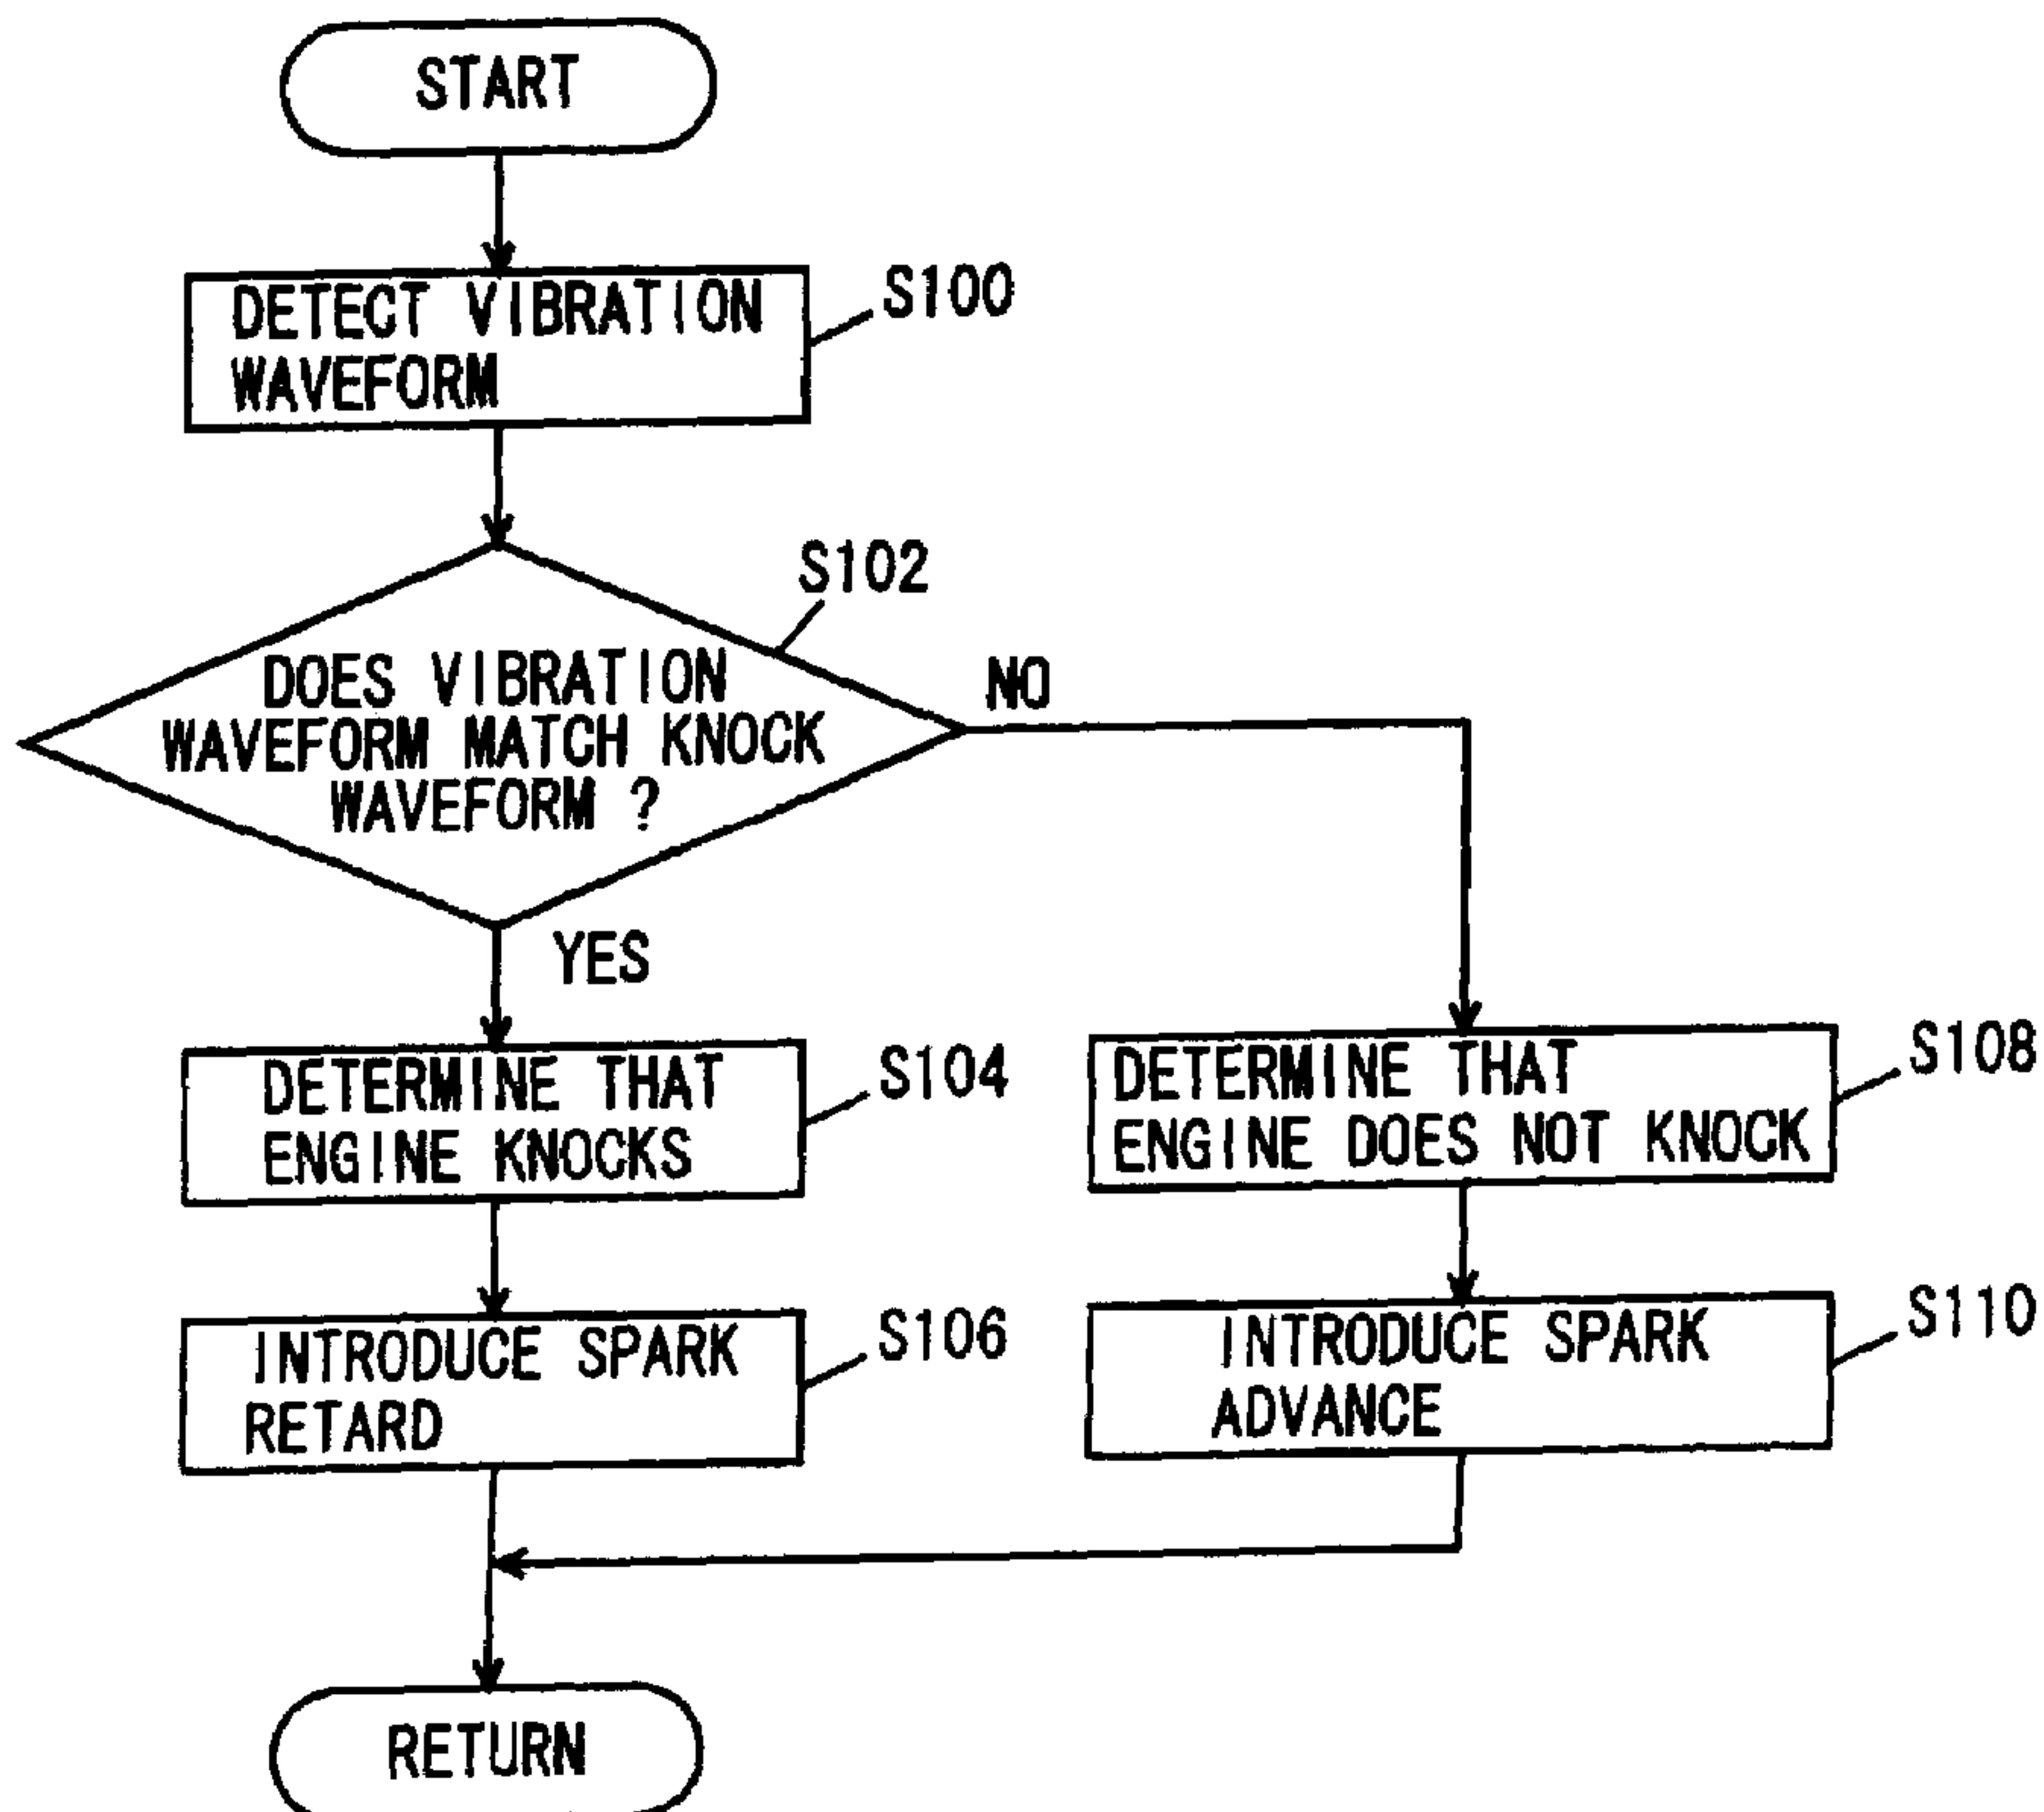 START
DETECT VIBRATION
WAVEFORM
S100
S102
DOES VIBRATION
WAVEFORM MATCH KNOCK
WAVEFORM ?
NO
YES
DETERMINE THAT
ENGINE KNOCKS
S104
DETERMINE THAT
ENGINE DOES NOT KNOCK
S108
INTRODUCE SPARK
RETARD
S106
INTRODUCE SPARK
ADVANCE
S110
RETURN